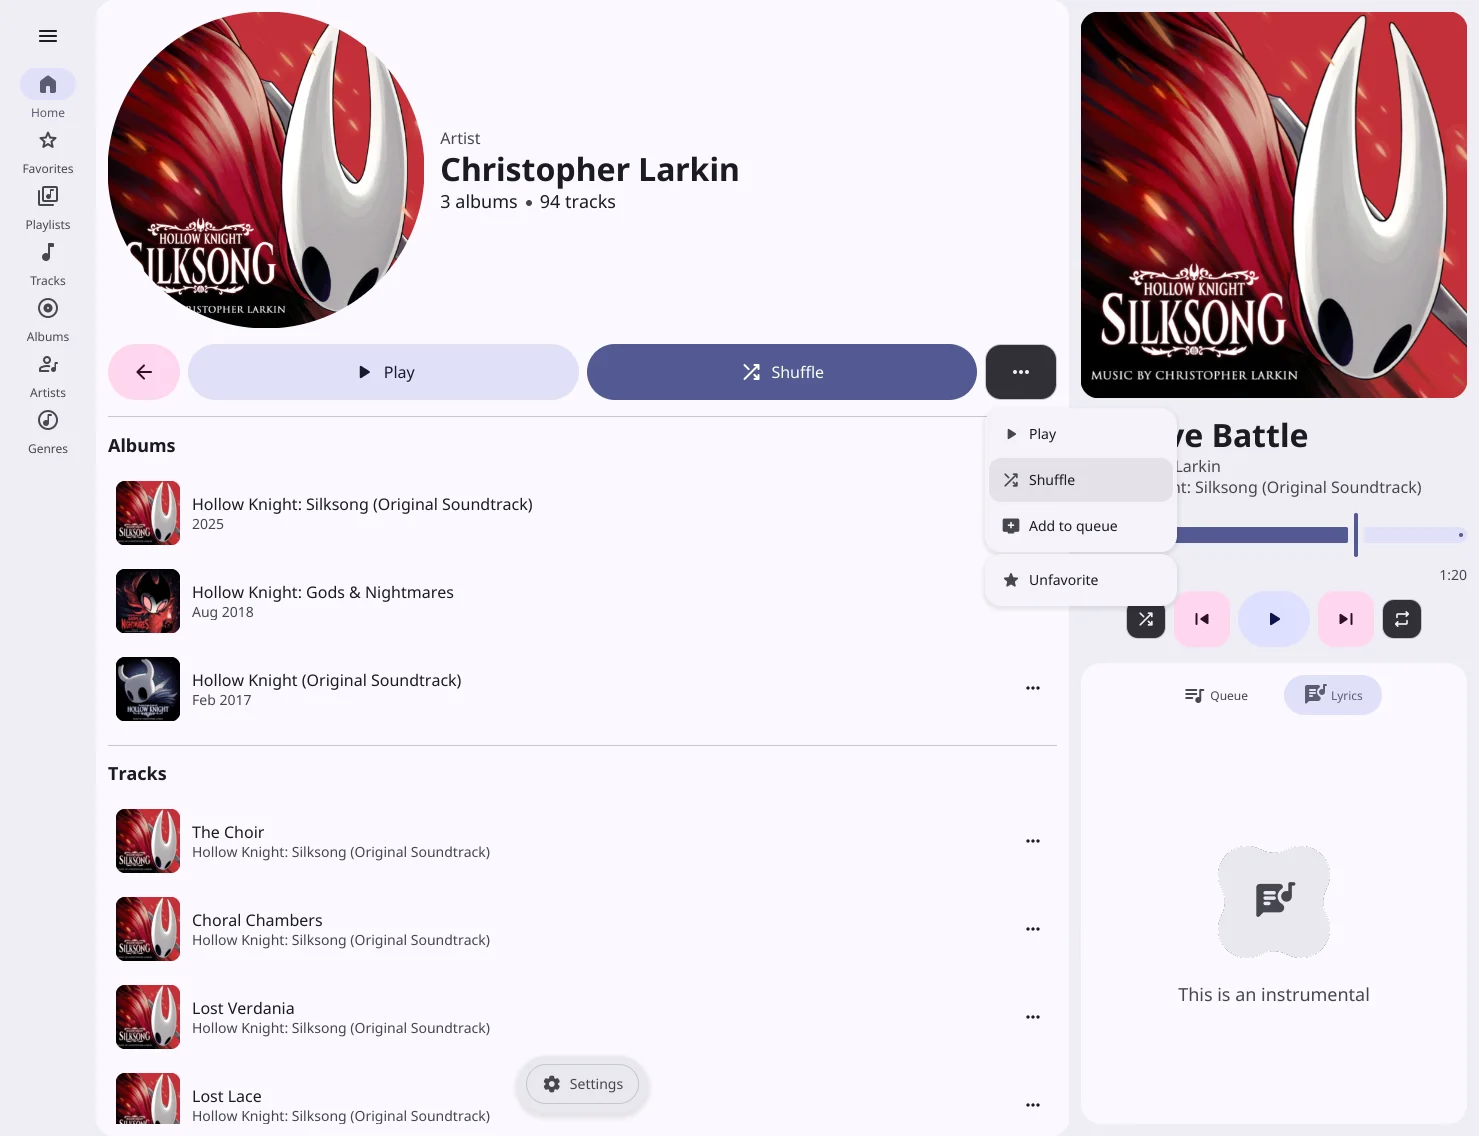 Home
Favorites
Playlists
Tracks
Albums
Artists
Genres
HOLLOW KNIGHT
SILKSONG
CHRISTOPHER LARKIN
Artist
Christopher Larkin
3 albums • 94 tracks
Play
Shuffle
Albums
Hollow Knight: Silksong (Original Soundtrack)
2025
Hollow Knight: Gods & Nightmares
Aug 2018
Hollow Knight (Original Soundtrack)
Feb 2017
Tracks
The Choir
Hollow Knight: Silksong (Original Soundtrack)
Choral Chambers
Hollow Knight: Silksong (Original Soundtrack)
Lost Verdania
Hollow Knight: Silksong (Original Soundtrack)
Lost Lace
Hollow Knight: Silksong (Original Soundtrack)
Settings
Play
Shuffle
Add to queue
Unfavorite
HOLLOW KNIGHT
SILKSONG
MUSIC BY CHRISTOPHER LARKIN
Battle
Larkin
Silksong (Original Soundtrack)
1:20
Queue
Lyrics
This is an instrumental